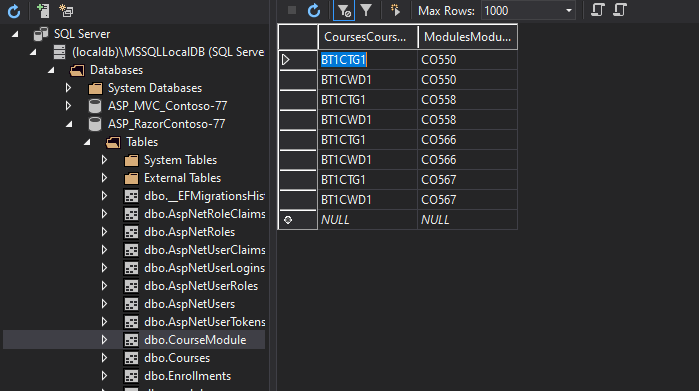 Max Rows: 1000
SQL Server
(localdb)\MSSQLLocalDB (SQL Serve
Databases
System Databases
ASP_MVC_Contoso-77
ASP_RazorContoso-77
Tables
System Tables
External Tables
dbo.__EFMigrationsHis
dbo.AspNetRoleClaims
dbo.AspNetRoles
dbo.AspNetUserClaims
dbo.AspNetUserLogins
dbo.AspNetUserRoles
dbo.AspNetUsers
dbo.AspNetUserTokens
dbo.CourseModule
dbo.Courses
dbo.Enrollments
CoursesCours... ModulesModu...
BT1CTG1 CO550
BT1CWD1 CO550
BT1CTG1 CO558
BT1CWD1 CO558
BT1CTG1 CO566
BT1CWD1 CO566
BT1CTG1 CO567
BT1CWD1 CO567
NULL NULL